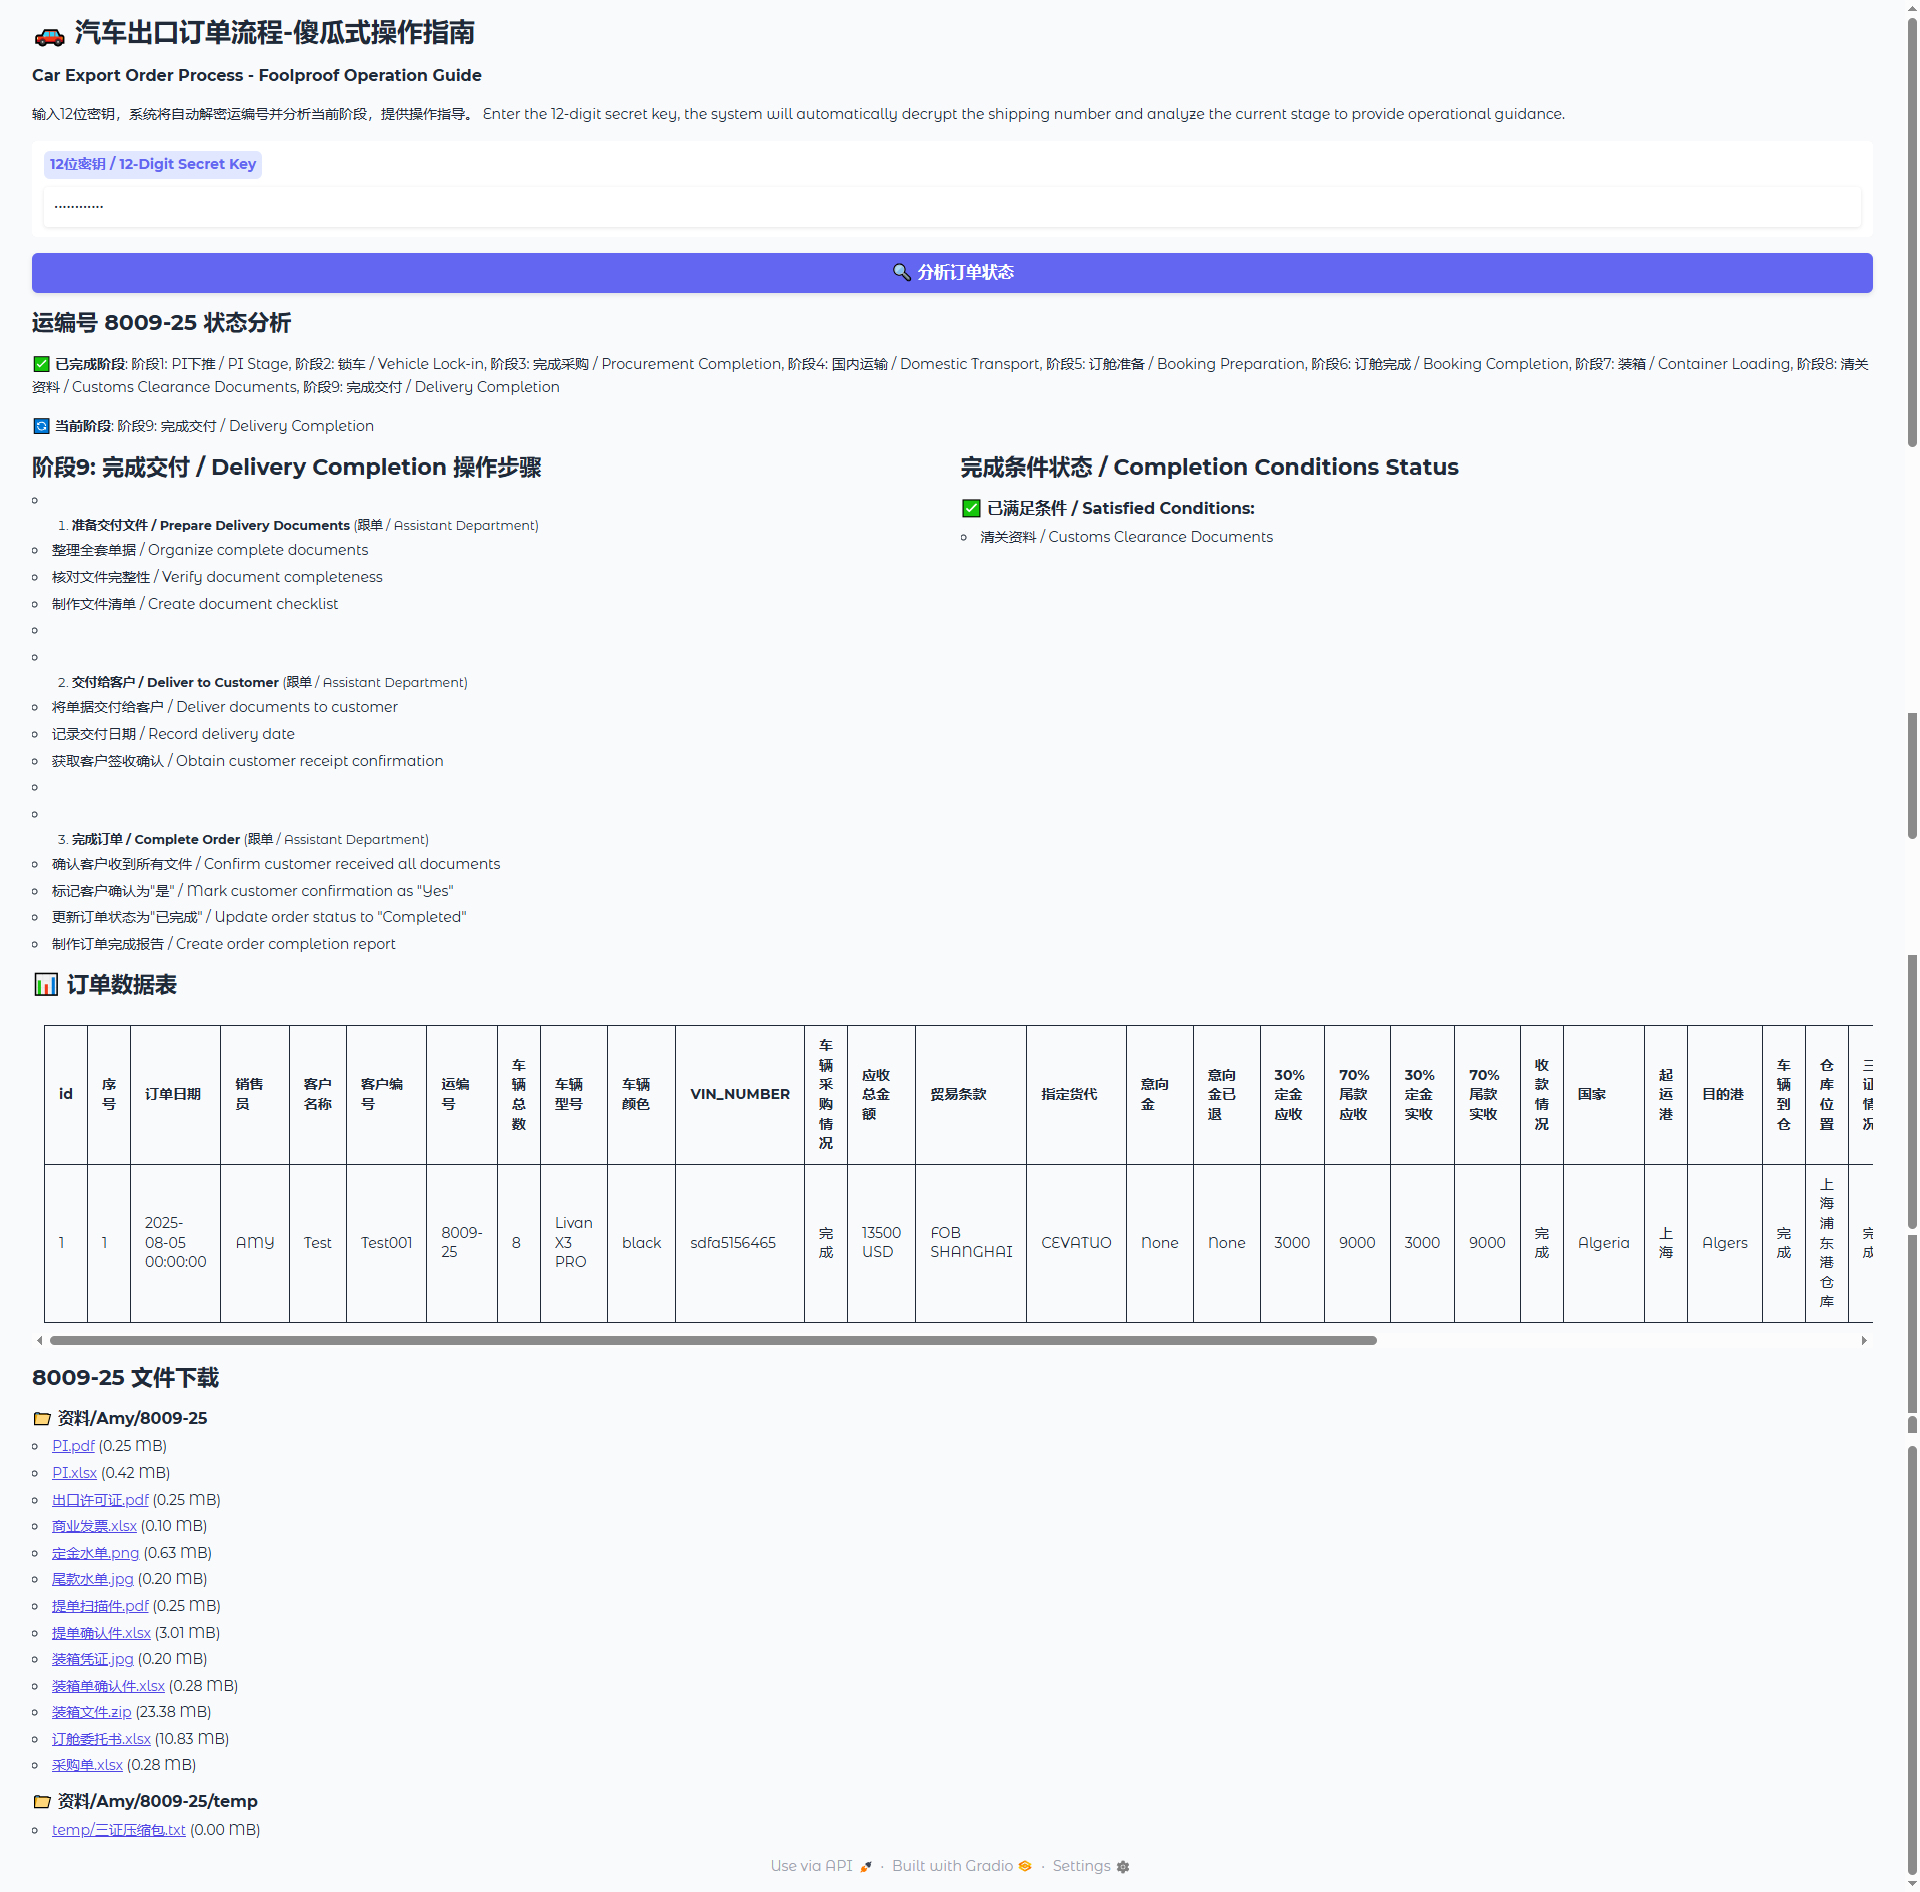 🚗 汽车出口订单流程-傻瓜式操作指南
Car Export Order Process - Foolproof Operation Guide
输入12位密钥，系统将自动解密运编号并分析当前阶段，提供操作指导。 Enter the 12-digit secret key, the system will automatically decrypt the shipping number and analyze the current stage to provide operational guidance.
12位密钥 / 12-Digit Secret Key
············
🔍 分析订单状态
运编号 8009-25 状态分析
✅ 已完成阶段: 阶段1: PI下推 / PI Stage, 阶段2: 锁车 / Vehicle Lock-in, 阶段3: 完成采购 / Procurement Completion, 阶段4: 国内运输 / Domestic Transport, 阶段5: 订舱准备 / Booking Preparation, 阶段6: 订舱完成 / Booking Completion, 阶段7: 装箱 / Container Loading, 阶段8: 清关
资料 / Customs Clearance Documents, 阶段9: 完成交付 / Delivery Completion
🔄 当前阶段: 阶段9: 完成交付 / Delivery Completion
阶段9: 完成交付 / Delivery Completion 操作步骤
1. 准备交付文件 / Prepare Delivery Documents (跟单 / Assistant Department)
整理全套单据 / Organize complete documents
核对文件完整性 / Verify document completeness
制作文件清单 / Create document checklist
2. 交付给客户 / Deliver to Customer (跟单 / Assistant Department)
将单据交付给客户 / Deliver documents to customer
记录交付日期 / Record delivery date
获取客户签收确认 / Obtain customer receipt confirmation
3. 完成订单 / Complete Order (跟单 / Assistant Department)
确认客户收到所有文件 / Confirm customer received all documents
标记客户确认为"是" / Mark customer confirmation as "Yes"
更新订单状态为"已完成" / Update order status to "Completed"
制作订单完成报告 / Create order completion report
完成条件状态 / Completion Conditions Status
✅ 已满足条件 / Satisfied Conditions:
清关资料 / Customs Clearance Documents
📊 订单数据表
id 序号 订单日期 销售员 客户名称 客户编号 运编号 车辆总数 车辆型号 车辆颜色 VIN_NUMBER 车辆采购情况 应收总金额 贸易条款 指定货代 意向金 意向金已退 30%定金应收 70%尾款应收 30%定金实收 70%尾款实收 收款情况 国家 起运港 目的港 车辆到仓 仓库位置 三证情况
1 1 2025-08-05 00:00:00 AMY Test Test001 8009-25 8 Livan X3 PRO black sdfa5156465 完成 13500 USD FOB SHANGHAI CEVATUO None None 3000 9000 3000 9000 完成 Algeria 上海 Algers 完成 上海浦东港仓库 完成
8009-25 文件下载
📁 资料/Amy/8009-25
PI.pdf (0.25 MB)
PI.xlsx (0.42 MB)
出口许可证.pdf (0.25 MB)
商业发票.xlsx (0.10 MB)
定金水单.png (0.63 MB)
尾款水单.jpg (0.20 MB)
提单扫描件.pdf (0.25 MB)
提单确认件.xlsx (3.01 MB)
装箱凭证.jpg (0.20 MB)
装箱单确认件.xlsx (0.28 MB)
装箱文件.zip (23.38 MB)
订舱委托书.xlsx (10.83 MB)
采购单.xlsx (0.28 MB)
📁 资料/Amy/8009-25/temp
temp/三证压缩包.txt (0.00 MB)
Use via API 🚀 · Built with Gradio · Settings ⚙